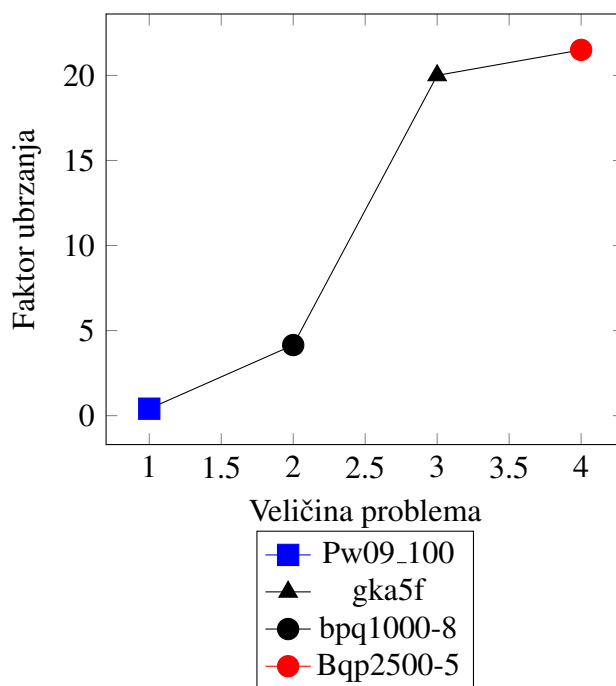 20
15
10
5
0
Faktor ubrzanja
1 1.5 2 2.5 3 3.5 4
Veličina problema
Pw09_100
gka5f
bpq1000-8
Bqp2500-5